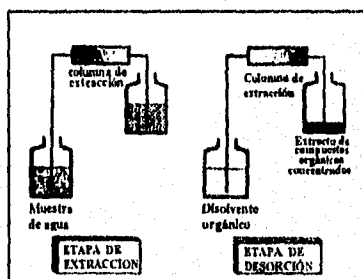 columna de
extracción
Muestra
de agua
ETAPA DE
EXTRACCION
Columna de
extracción
Extracto de
compuestos
orgánicos
concentrados
Disolvente
orgánico
ETAPA DE
DESORCIÓN